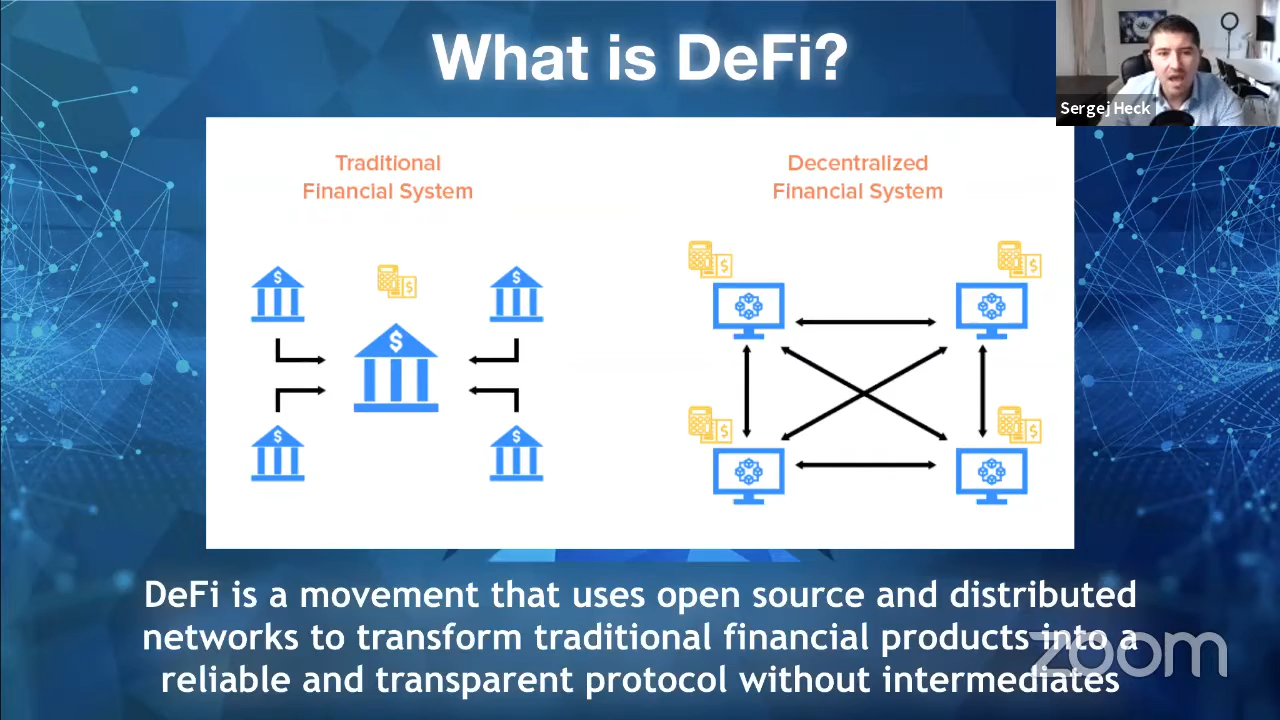 What is DeFi?
Sergej Heck
Traditional
Financial System
Decentralized
Financial System
$
$
$
$
$
$
$
$
$
$
DeFi is a movement that uses open source and distributed
networks to transform traditional financial products into a
reliable and transparent protocol without intermediates
zoom